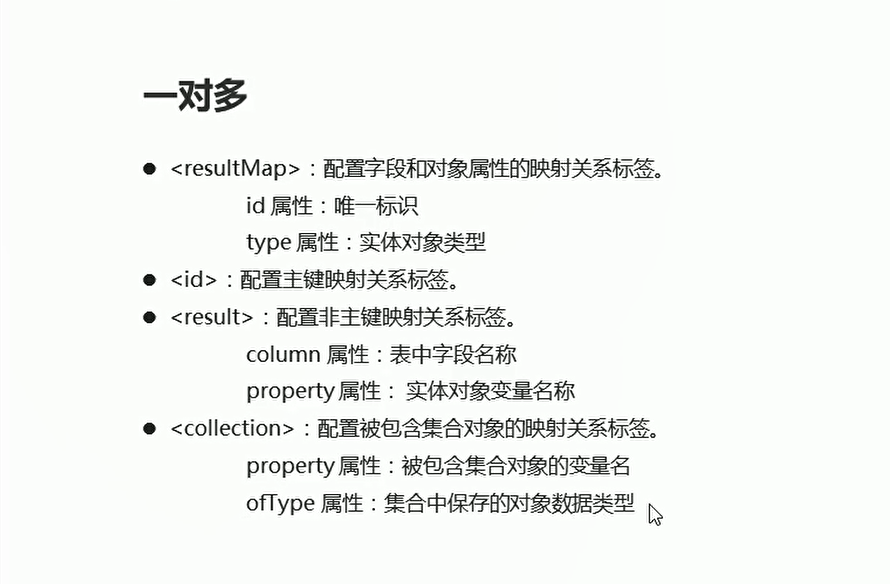 一对多
● <resultMap>：配置字段和对象属性的映射关系标签。
id 属性：唯一标识
type 属性：实体对象类型
● <id>：配置主键映射关系标签。
● <result>：配置非主键映射关系标签。
column 属性：表中字段名称
property 属性： 实体对象变量名称
● <collection>：配置被包含集合对象的映射关系标签。
property 属性：被包含集合对象的变量名
ofType 属性：集合中保存的对象数据类型